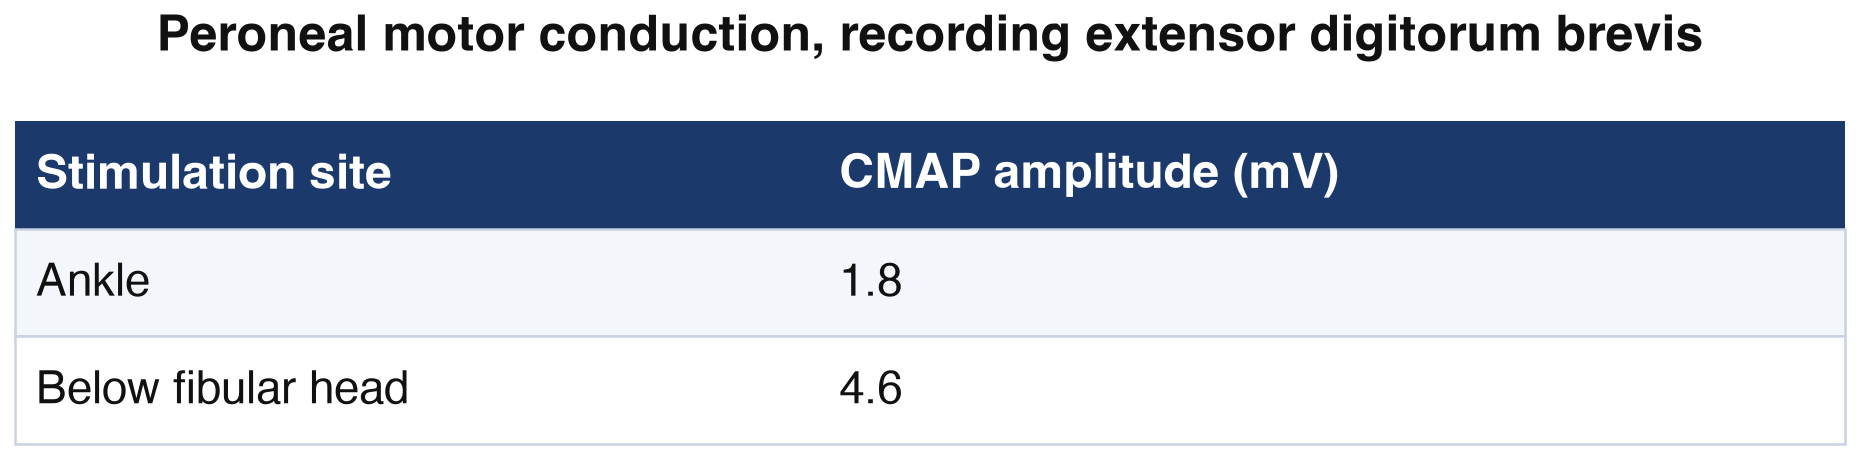 Peroneal motor conduction, recording extensor digitorum brevis
Stimulation site CMAP amplitude (mV)
Ankle 1.8
Below fibular head 4.6